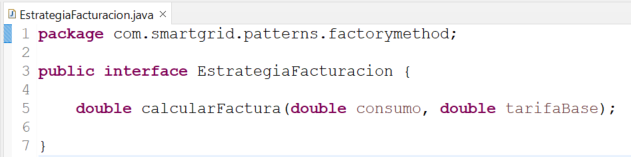 EstrategiaFacturacion.java
1 package com.smartgrid.patterns.factorymethod;
2
3 public interface EstrategiaFacturacion {
4
5     double calcularFactura(double consumo, double tarifaBase);
6
7 }